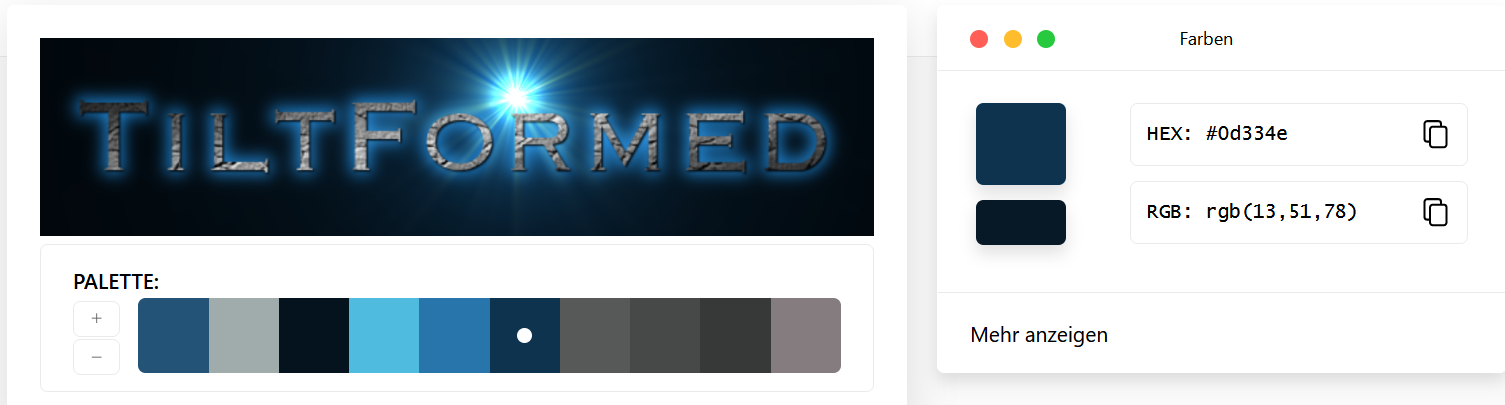 TiltFormed
Farben
HEX: #0d334e
RGB: rgb(13,51,78)
PALETTE:
+
−
Mehr anzeigen